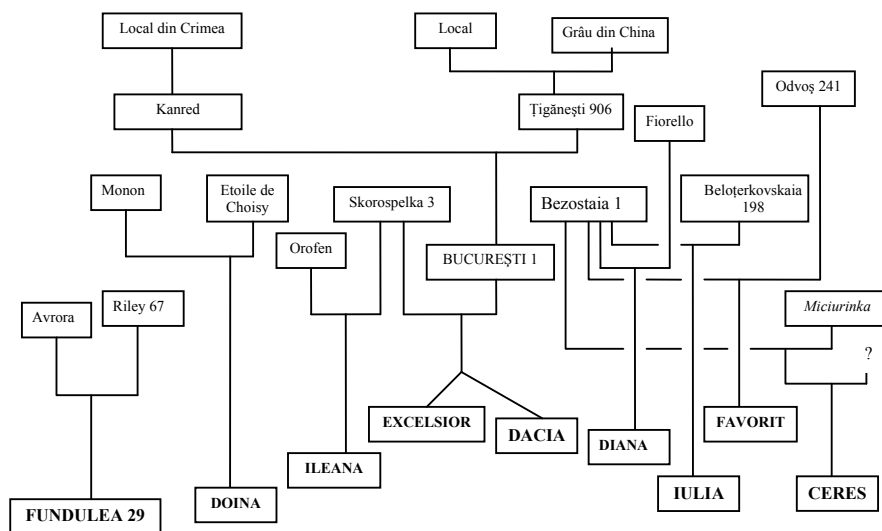 Local din Crimea
Local
Grâu din China
Odvoş 241
Kanred
Ţigăneşti 906
Fiorello
Monon
Etoile de
Choisy
Skorospelka 3
Bezostaia 1
Beloţerkovskaia
198
Orofen
BUCUREŞTI 1
Avrora
Riley 67
Miciurinka
?
EXCELSIOR
DACIA
DIANA
FAVORIT
ILEANA
FUNDULEA 29
DOINA
IULIA
CERES